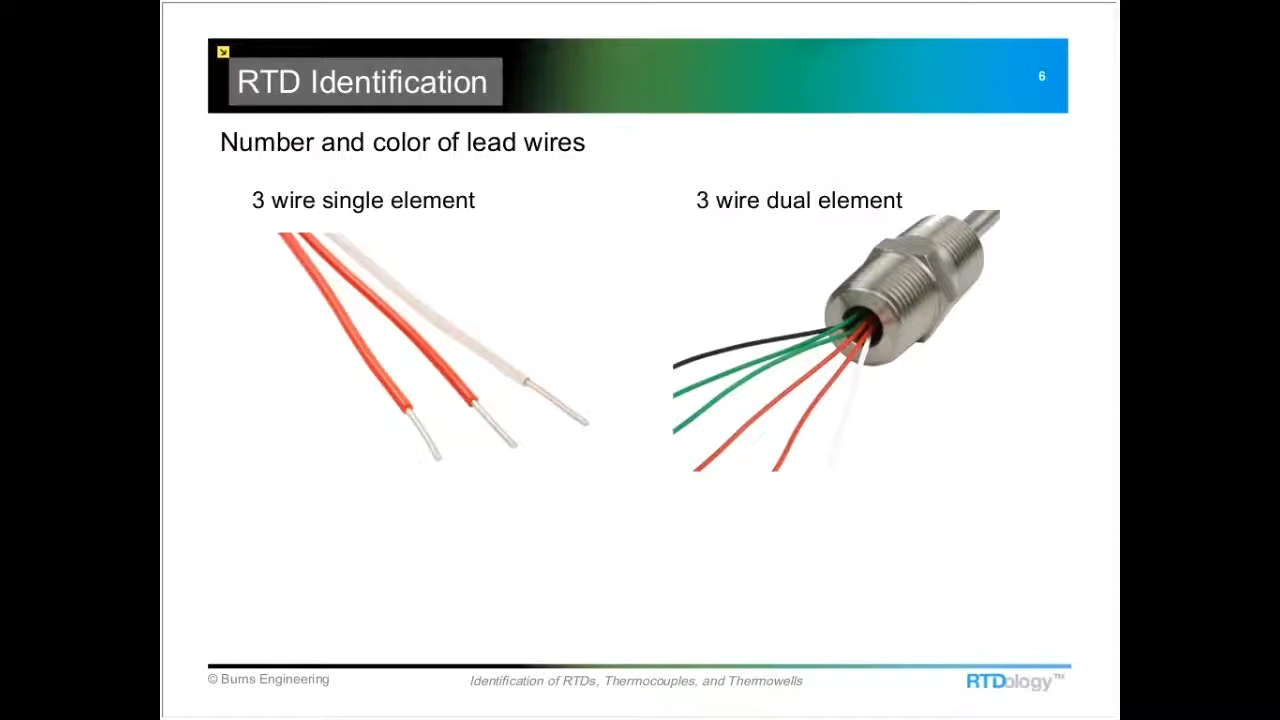 RTD Identification
6
Number and color of lead wires
3 wire single element
3 wire dual element
© Burns Engineering
Identification of RTDs, Thermocouples, and Thermowells
RTDology™